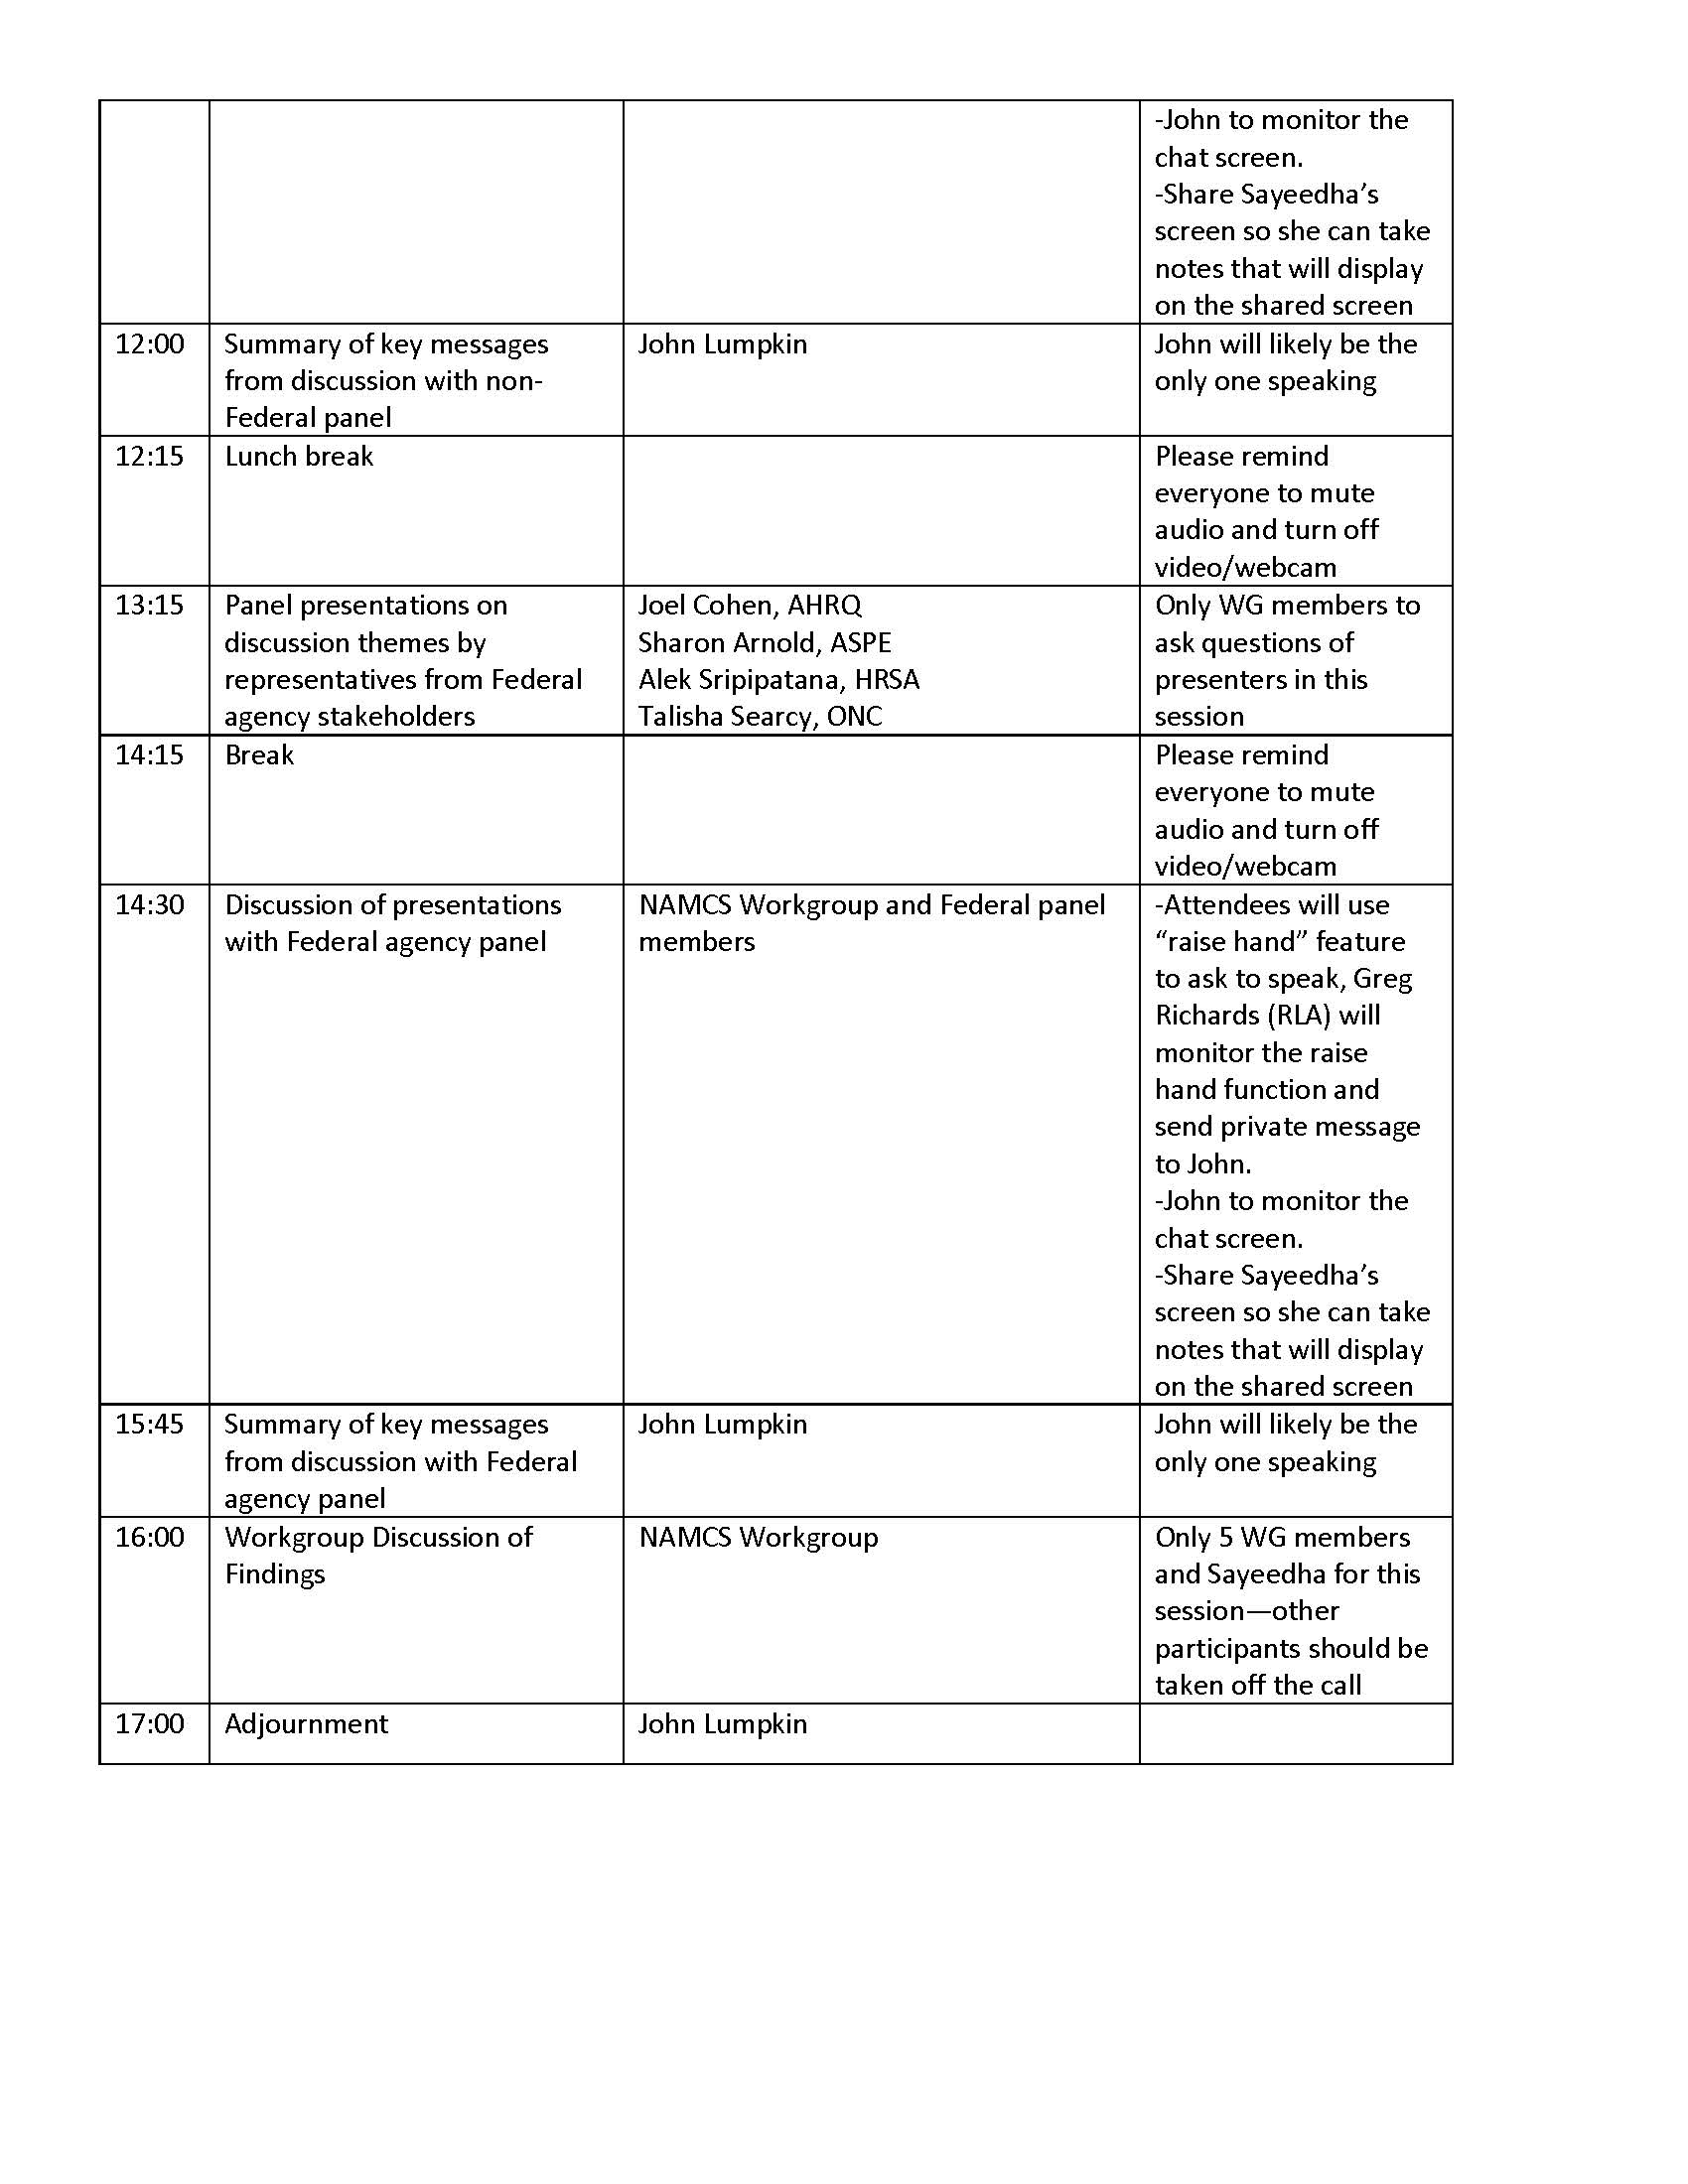 -John to monitor the
chat screen.
-Share Sayeedha’s
screen so she can take
notes that will display
on the shared screen
12:00
Summary of key messages
from discussion with non-
Federal panel
John Lumpkin
John will likely be the
only one speaking
12:15
Lunch break
Please remind
everyone to mute
audio and turn off
video/webcam
13:15
Panel presentations on
discussion themes by
representatives from Federal
agency stakeholders
Joel Cohen, AHRQ
Sharon Arnold, ASPE
Alek Sripipatana, HRSA
Talisha Searcy, ONC
Only WG members to
ask questions of
presenters in this
session
14:15
Break
Please remind
everyone to mute
audio and turn off
video/webcam
14:30
Discussion of presentations
with Federal agency panel
NAMCS Workgroup and Federal panel
members
-Attendees will use
“raise hand” feature
to ask to speak, Greg
Richards (RLA) will
monitor the raise
hand function and
send private message
to John.
-John to monitor the
chat screen.
-Share Sayeedha’s
screen so she can take
notes that will display
on the shared screen
15:45
Summary of key messages
from discussion with Federal
agency panel
John Lumpkin
John will likely be the
only one speaking
16:00
Workgroup Discussion of
Findings
NAMCS Workgroup
Only 5 WG members
and Sayeedha for this
session—other
participants should be
taken off the call
17:00
Adjournment
John Lumpkin